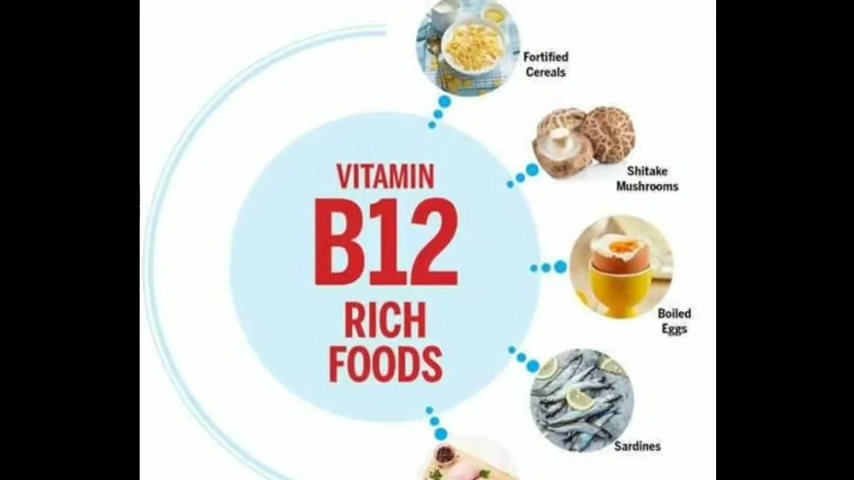 Fortified
Cereals
Shitake
Mushrooms
VITAMIN
B12
RICH
FOODS
Boiled
Eggs
Sardines